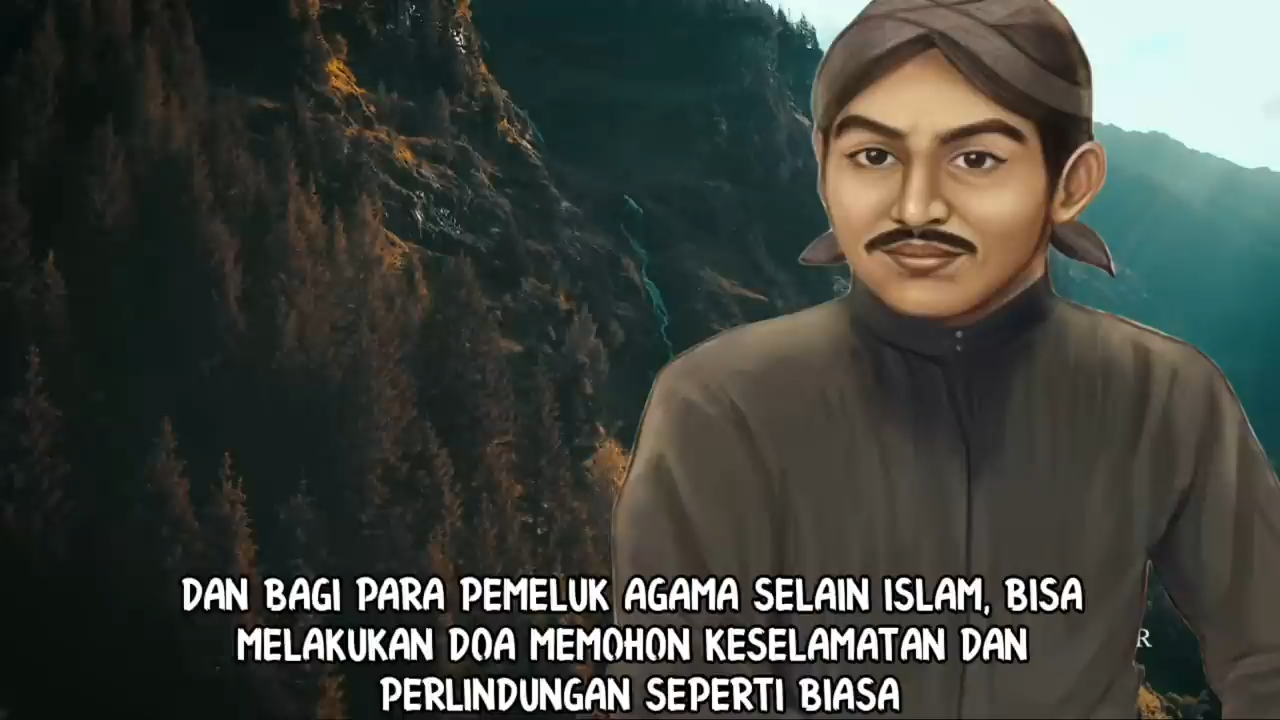 DAN BAGI PARA PEMELUK AGAMA SELAIN ISLAM, BISA
MELAKUKAN DOA MEMOHON KESELAMATAN DAN
PERLINDUNGAN SEPERTI BIASA